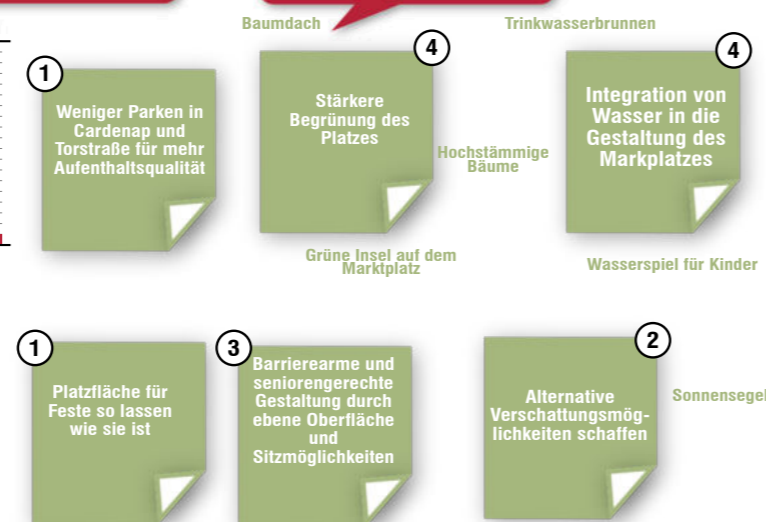 Baumdach
Trinkwasserbrunnen
1
Weniger Parken in
Cardenap und
Torstraße für mehr
Aufenthaltsqualität
4
Stärkere
Begrünung des
Platzes
Hochstämmige
Bäume
Grüne Insel auf dem
Marktplatz
4
Integration von
Wasser in die
Gestaltung des
Markplatzes
Wasserspiel für Kinder
1
Platzfläche für
Feste so lassen
wie sie ist
3
Barrierearme und
seniorengerechte
Gestaltung durch
ebene Oberfläche
und
Sitzmöglichkeiten
2
Alternative
Verschattungsmög-
lichkeiten schaffen
Sonnensegel